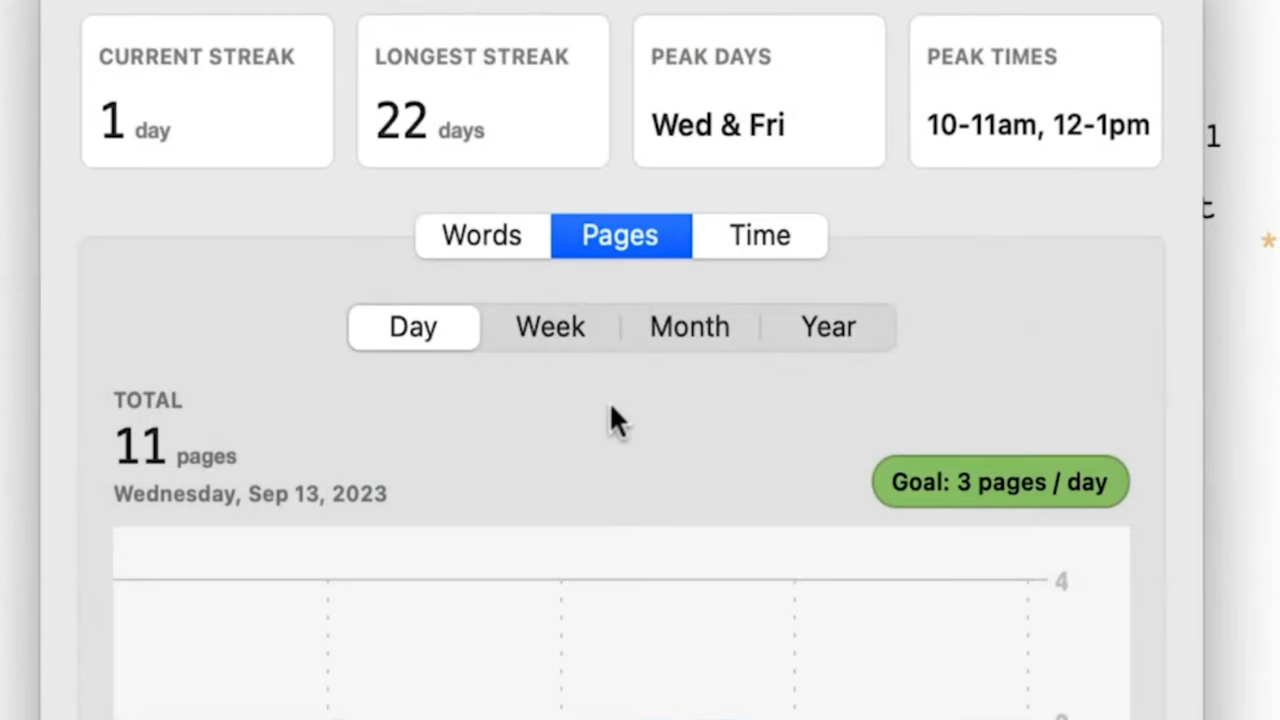 CURRENT STREAK
1 day
LONGEST STREAK
22 days
PEAK DAYS
Wed & Fri
PEAK TIMES
10-11am, 12-1pm
1
*
Words Pages Time
Day Week Month Year
TOTAL
11 pages
Wednesday, Sep 13, 2023
Goal: 3 pages / day
4